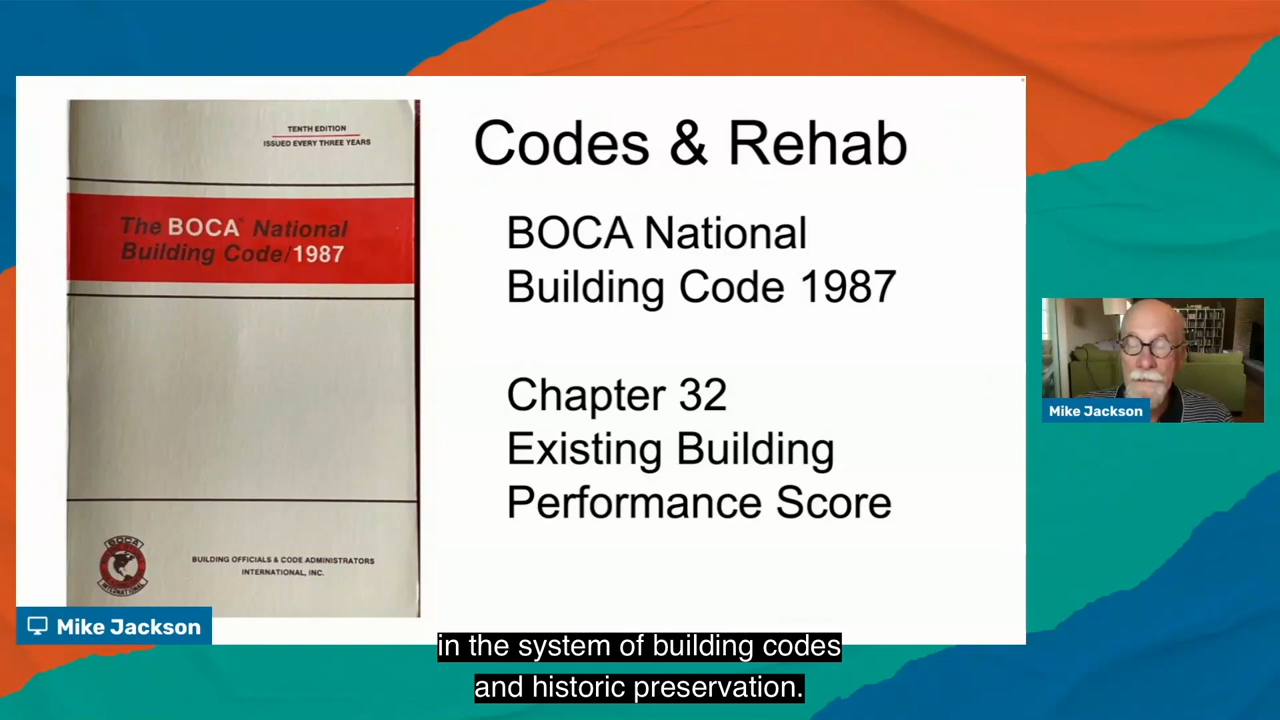 TENTH EDITION
ISSUED EVERY THREE YEARS
The BOCA National
Building Code/1987
BOCA
INTERNATIONAL
BUILDING OFFICIALS & CODE ADMINISTRATORS
INTERNATIONAL, INC.
Codes & Rehab
BOCA National
Building Code 1987
Chapter 32
Existing Building
Performance Score
Mike Jackson
Mike Jackson
in the system of building codes
and historic preservation.